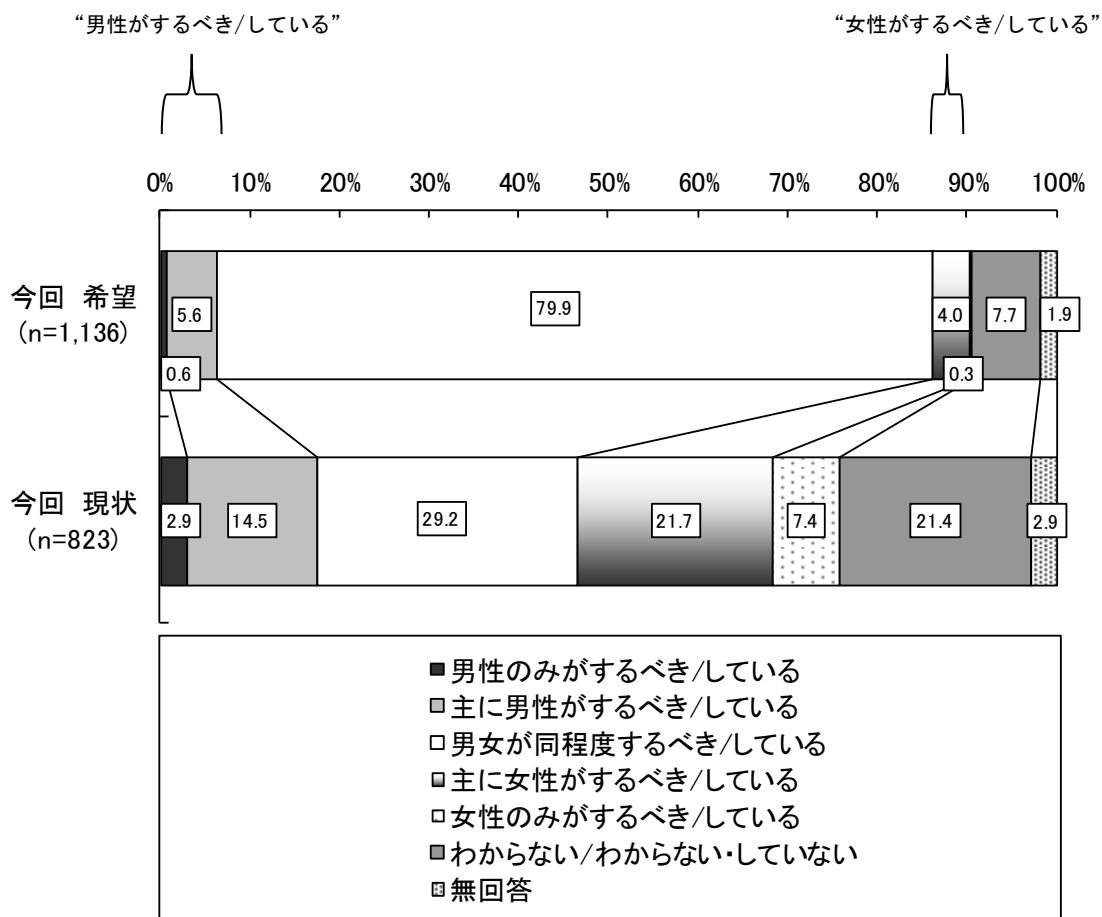 “男性がするべき/している” “女性がするべき/している”
0% 10% 20% 30% 40% 50% 60% 70% 80% 90% 100%
今回 希望
(n=1,136)
5.6 79.9 4.0 7.7 1.9
0.6 0.3
今回 現状
(n=823)
2.9 14.5 29.2 21.7 7.4 21.4 2.9
男性のみがするべき/している
主に男性がするべき/している
男女が同程度するべき/している
主に女性がするべき/している
女性のみがするべき/している
わからない/わからない・していない
無回答